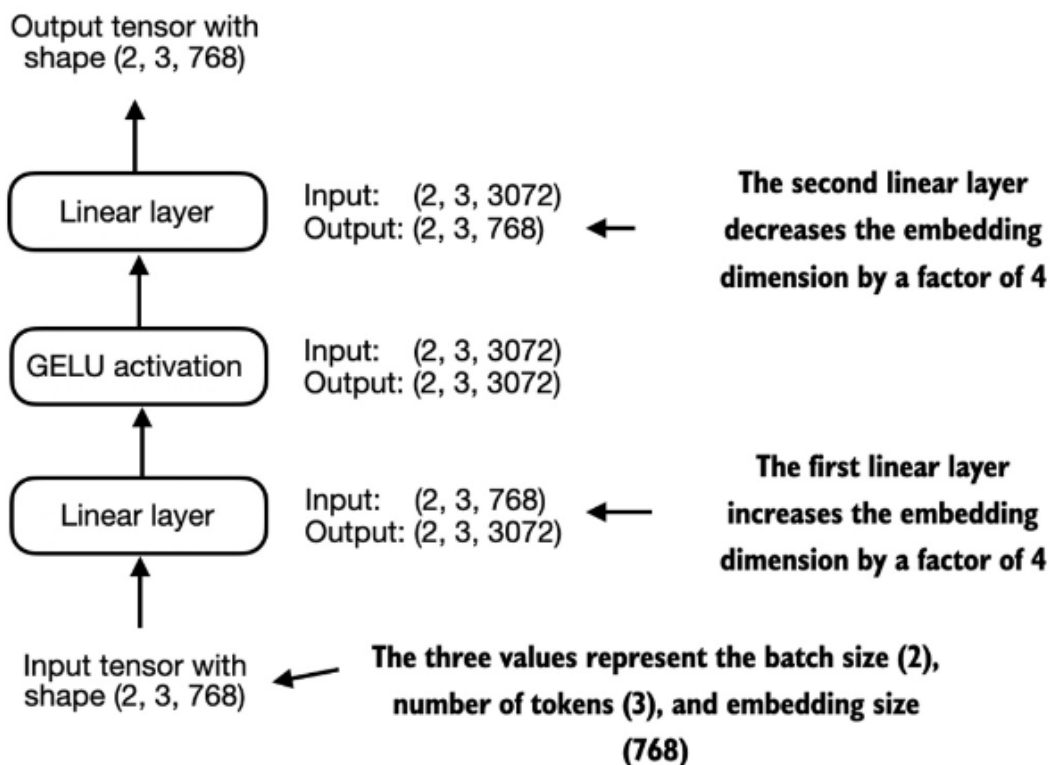 Output tensor with
shape (2, 3, 768)
Linear layer
Input: (2, 3, 3072)
Output: (2, 3, 768)
The second linear layer
decreases the embedding
dimension by a factor of 4
GELU activation
Input: (2, 3, 3072)
Output: (2, 3, 3072)
Linear layer
Input: (2, 3, 768)
Output: (2, 3, 3072)
The first linear layer
increases the embedding
dimension by a factor of 4
Input tensor with
shape (2, 3, 768)
The three values represent the batch size (2),
number of tokens (3), and embedding size
(768)